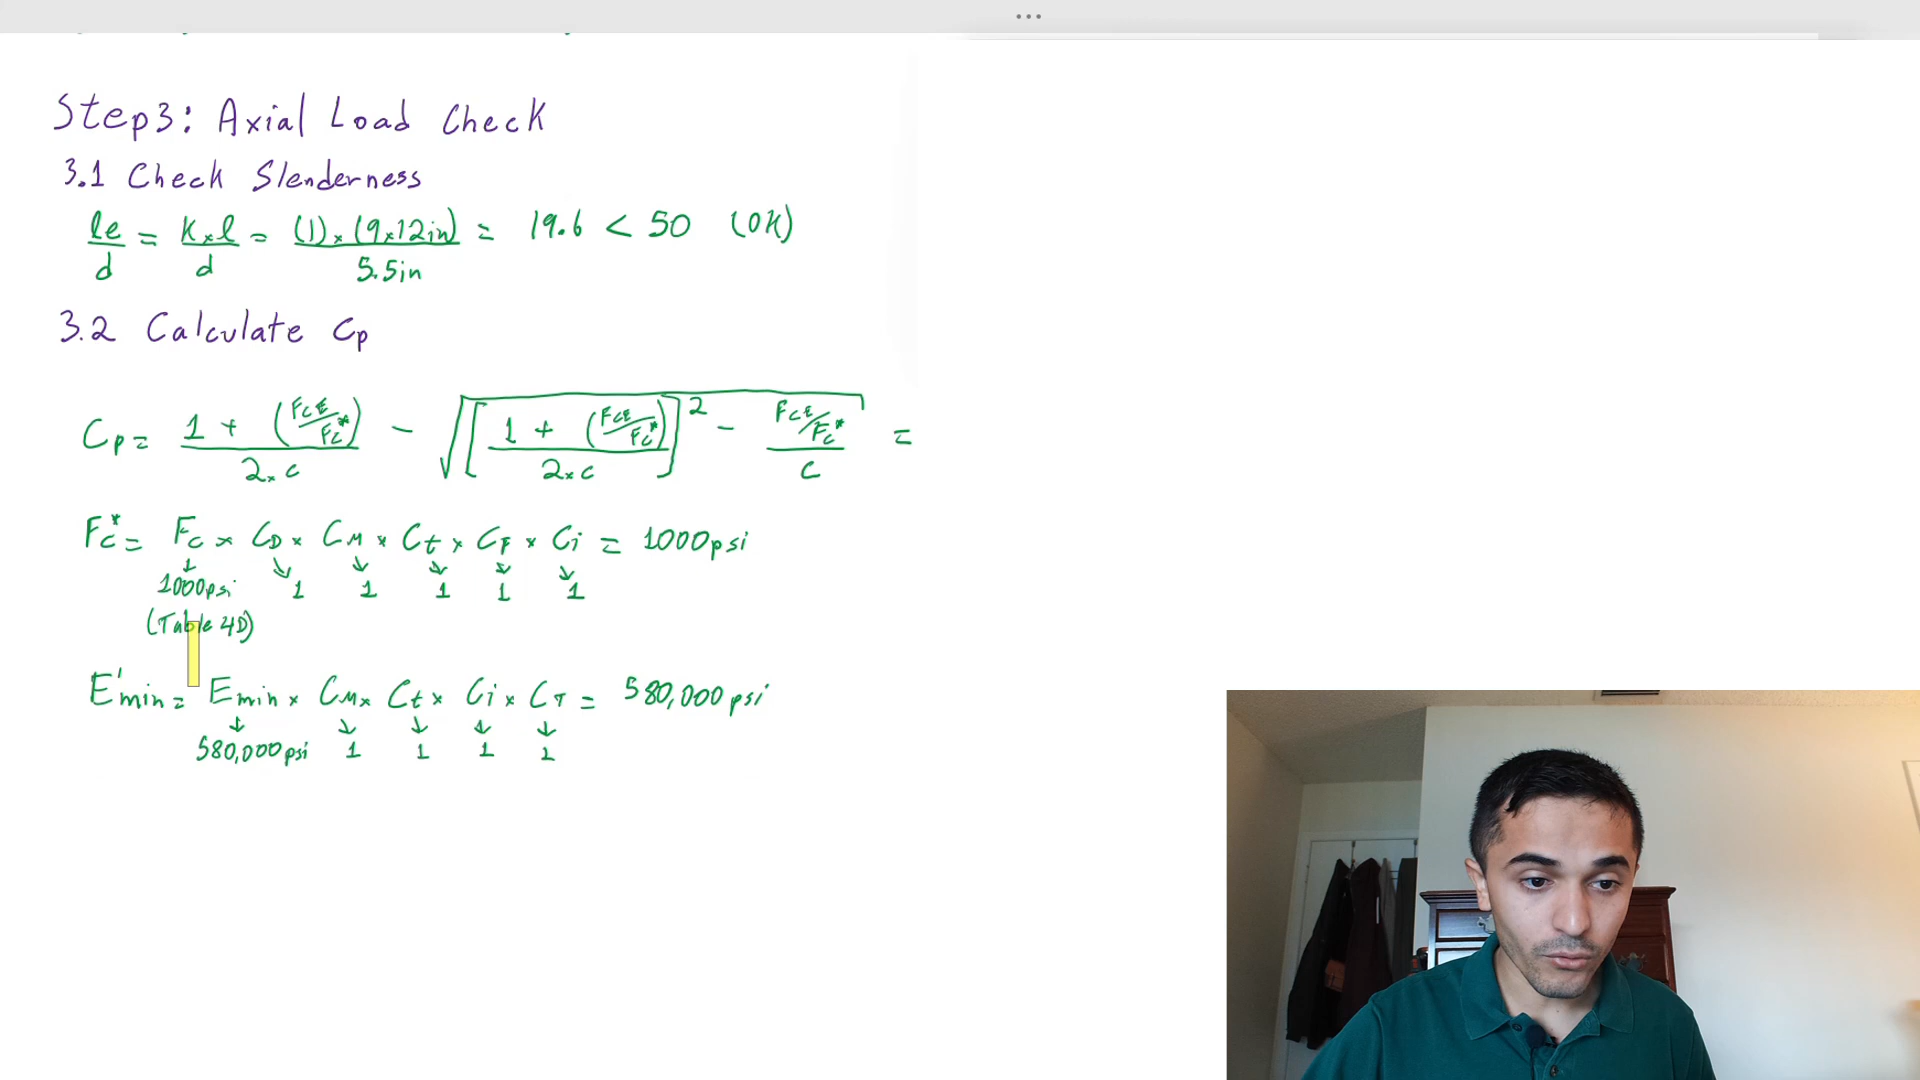 Step3: Axial Load Check
3.1 Check Slenderness
le/d = K×l/d = (1)×(9×12in)/5.5in = 19.6 < 50 (OK)
3.2 Calculate Cp
Cp = 1 + (FcE/Fc*)/2×c - √[1 + (FcE/Fc*)/2×c]² - FcE/Fc*/c =
Fc* = Fc × CD × CM × Ct × CF × Ci = 1000psi
1000psi 1 1 1 1 1
(Table 4D)
E'min = Emin × CM × Ct × Ci × CT = 580,000psi
580,000psi 1 1 1 1